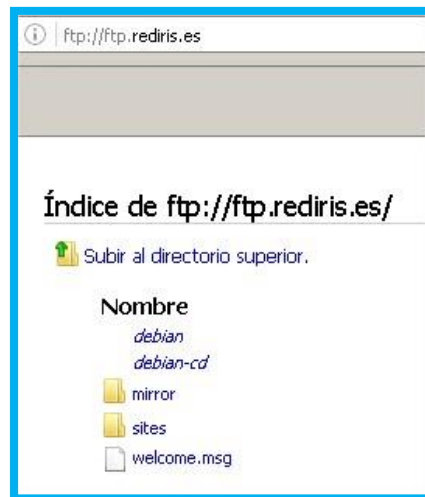 ftp://ftp.rediris.es
Índice de ftp://ftp.rediris.es/
Subir al directorio superior.
Nombre
debian
debian-cd
mirror
sites
welcome.msg